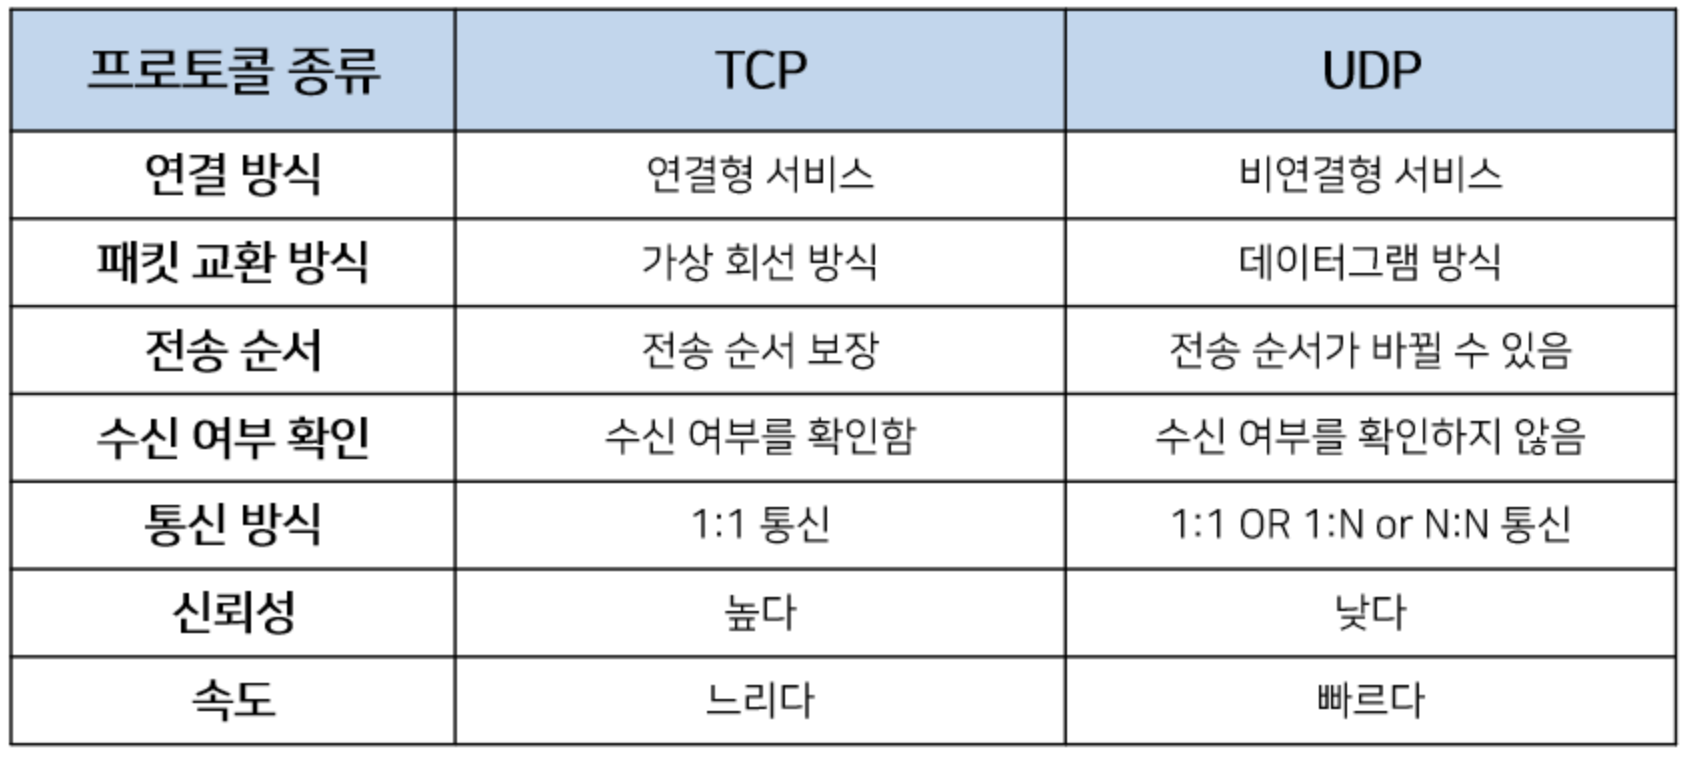 프로토콜 종류 TCP UDP
연결 방식 연결형 서비스 비연결형 서비스
패킷 교환 방식 가상 회선 방식 데이터그램 방식
전송 순서 전송 순서 보장 전송 순서가 바뀔 수 있음
수신 여부 확인 수신 여부를 확인함 수신 여부를 확인하지 않음
통신 방식 1:1 통신 1:1 OR 1:N or N:N 통신
신뢰성 높다 낮다
속도 느리다 빠르다